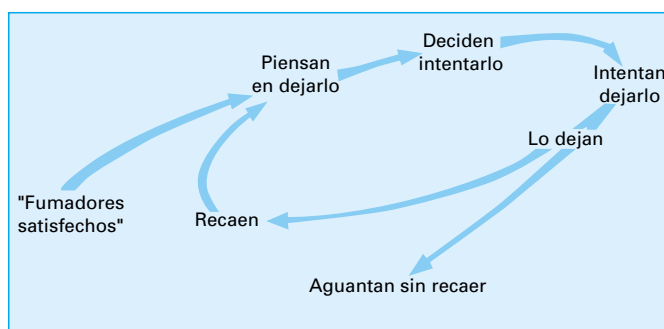 Piensan
en dejarlo
Deciden
intentarlo
Intentan
dejarlo
Lo dejan
"Fumadores
satisfechos"
Recaen
Aguantan sin recaer